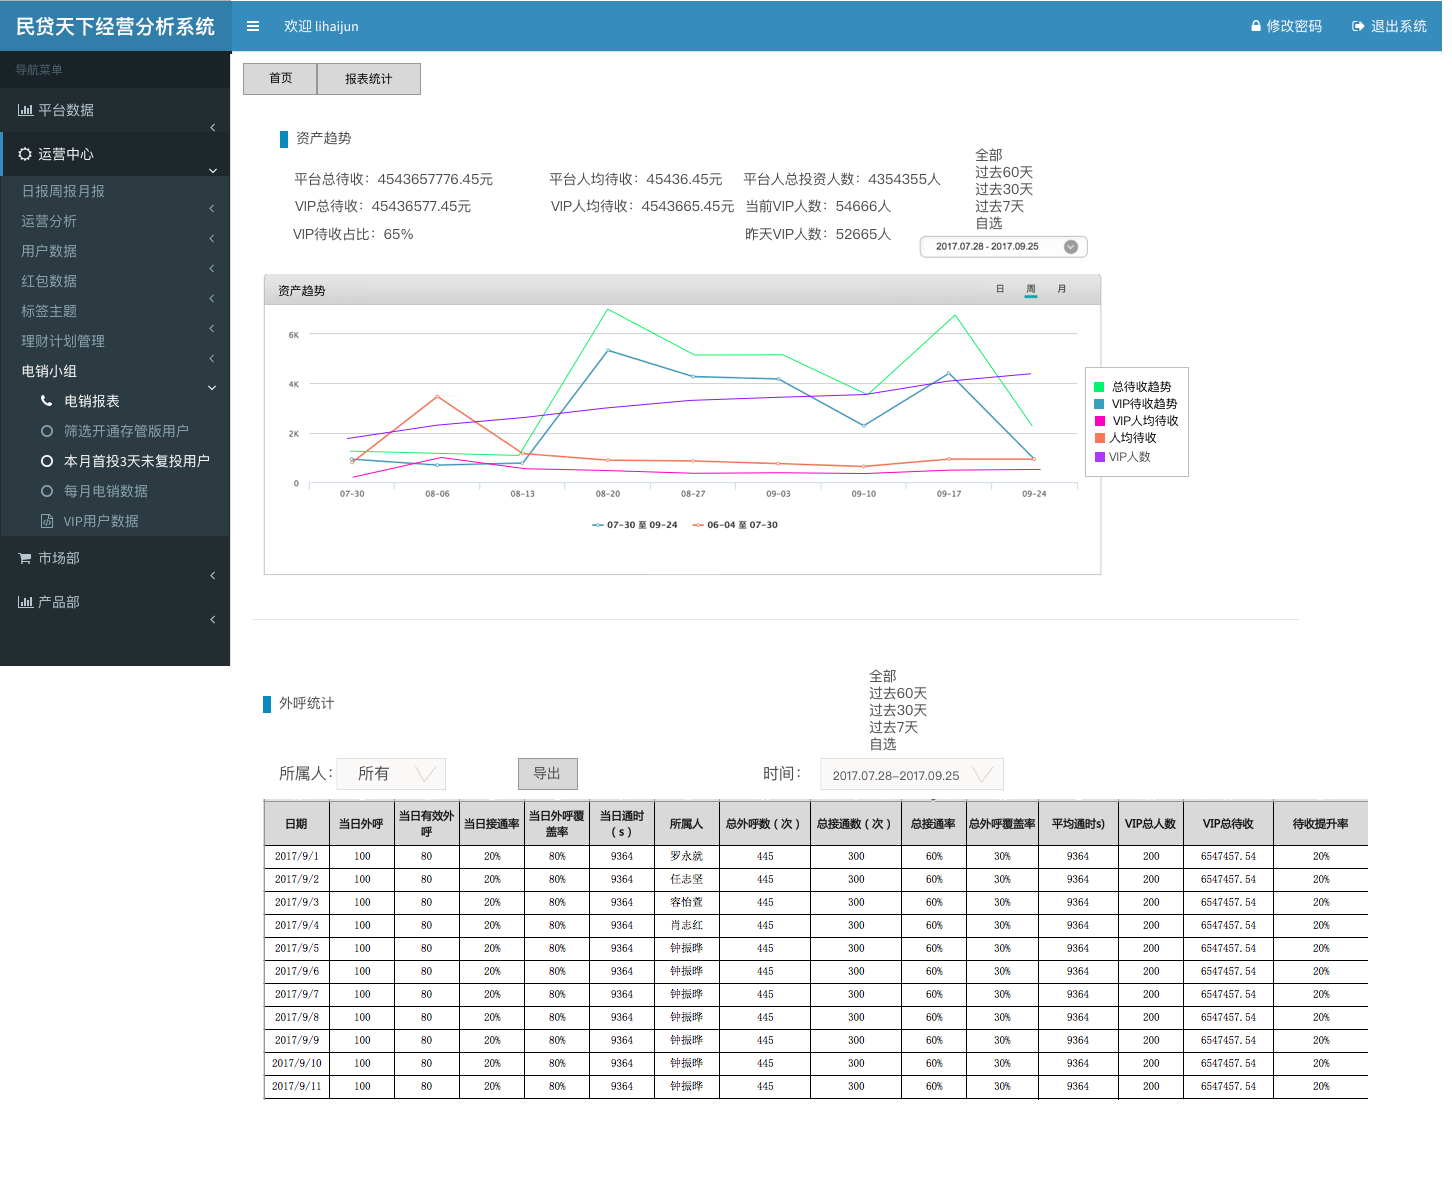 民贷天下经营分析系统
欢迎 lihaijun
修改密码
退出系统
导航菜单
平台数据
运营中心
日报周报月报
运营分析
用户数据
红包数据
标签主题
理财计划管理
电销小组
电销报表
筛选开通存管版用户
本月首投3天未复投用户
每月电销数据
VIP用户数据
市场部
产品部
首页
报表统计
资产趋势
平台总待收：4543657776.45元
平台人均待收：45436.45元
平台人总投资人数：4354355人
VIP总待收：45436577.45元
VIP人均待收：4543665.45元
当前VIP人数：54666人
VIP待收占比：65%
昨天VIP人数：52665人
全部
过去60天
过去30天
过去7天
自选
2017.07.28 - 2017.09.25
资产趋势
日 周 月
6K
4K
2K
0
07-30 08-06 08-13 08-20 08-27 09-03 09-10 09-17 09-24
07-30 至 09-24 06-04 至 07-30
总待收趋势
VIP待收趋势
VIP人均待收
人均待收
VIP人数
外呼统计
全部
过去60天
过去30天
过去7天
自选
所属人： 所有
导出
时间： 2017.07.28-2017.09.25
日期 当日外呼 当日有效外呼 当日接通率 当日外呼覆盖率 当日通时（s） 所属人 总外呼数（次） 总接通数（次） 总接通率 总外呼覆盖率 平均通时s) VIP总人数 VIP总待收 待收提升率
2017/9/1 100 80 20% 80% 9364 罗永就 445 300 60% 30% 9364 200 6547457.54 20%
2017/9/2 100 80 20% 80% 9364 任志坚 445 300 60% 30% 9364 200 6547457.54 20%
2017/9/3 100 80 20% 80% 9364 容怡萱 445 300 60% 30% 9364 200 6547457.54 20%
2017/9/4 100 80 20% 80% 9364 肖志红 445 300 60% 30% 9364 200 6547457.54 20%
2017/9/5 100 80 20% 80% 9364 钟振晔 445 300 60% 30% 9364 200 6547457.54 20%
2017/9/6 100 80 20% 80% 9364 钟振晔 445 300 60% 30% 9364 200 6547457.54 20%
2017/9/7 100 80 20% 80% 9364 钟振晔 445 300 60% 30% 9364 200 6547457.54 20%
2017/9/8 100 80 20% 80% 9364 钟振晔 445 300 60% 30% 9364 200 6547457.54 20%
2017/9/9 100 80 20% 80% 9364 钟振晔 445 300 60% 30% 9364 200 6547457.54 20%
2017/9/10 100 80 20% 80% 9364 钟振晔 445 300 60% 30% 9364 200 6547457.54 20%
2017/9/11 100 80 20% 80% 9364 钟振晔 445 300 60% 30% 9364 200 6547457.54 20%